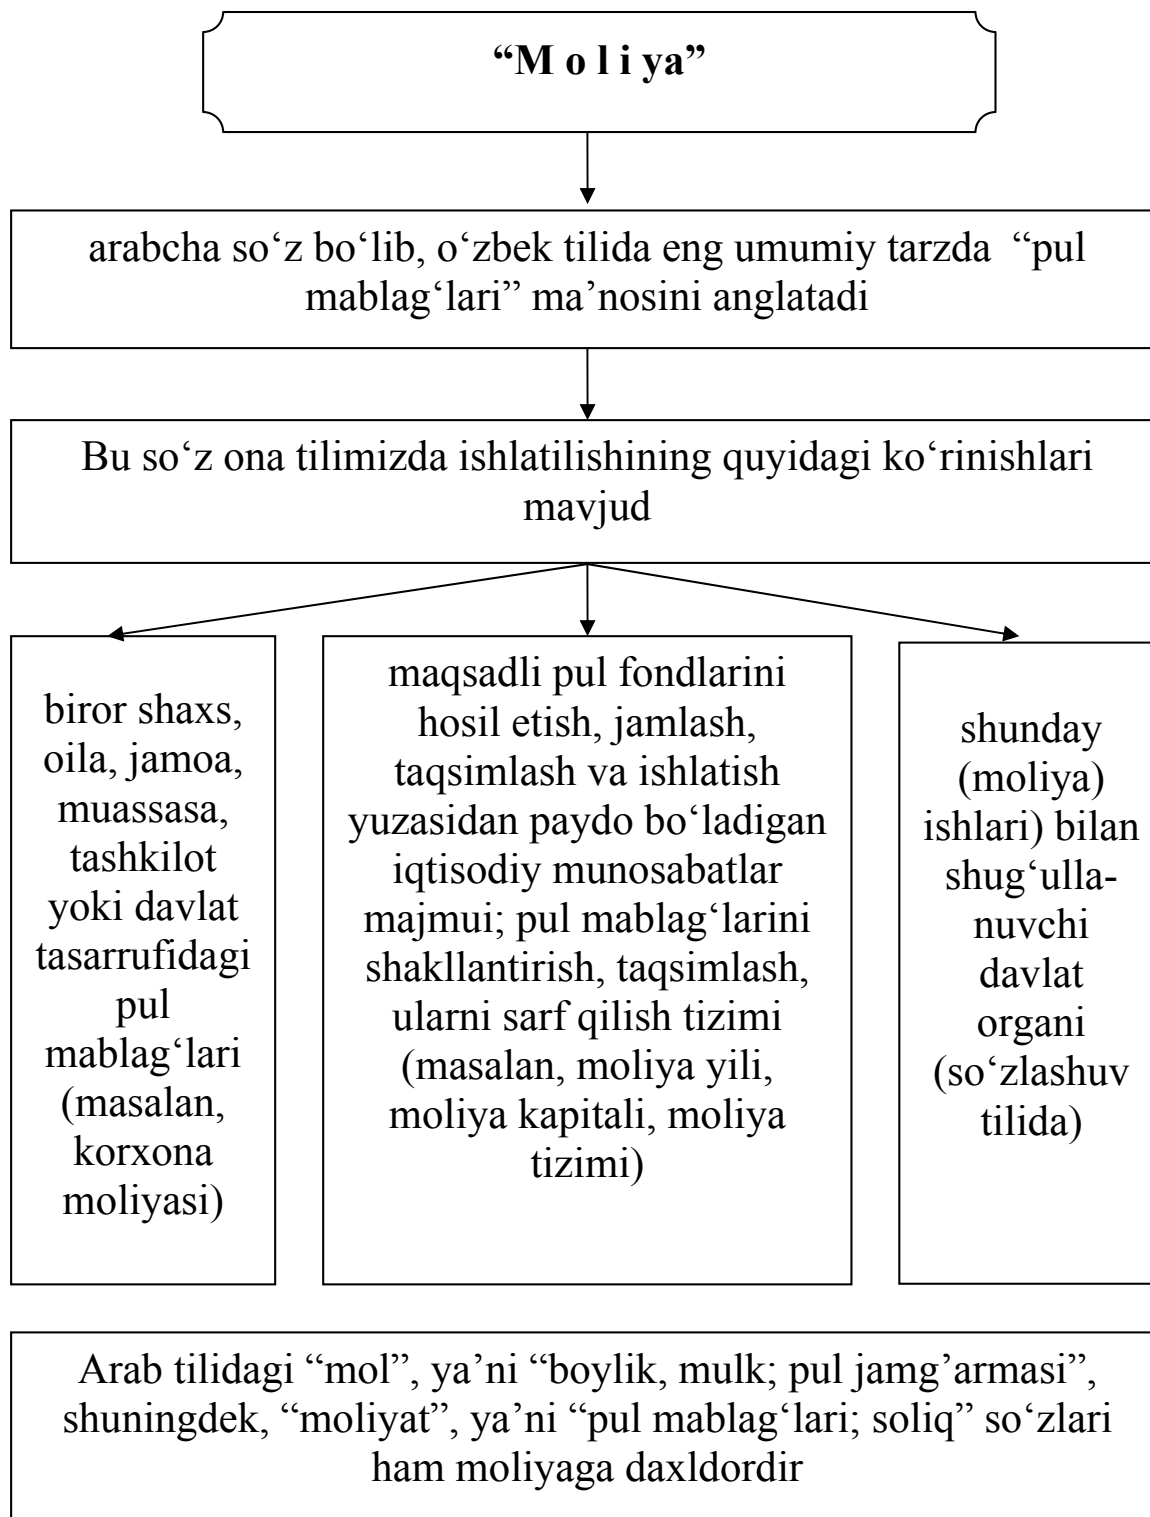 “M o l i ya”
arabcha so‘z bo‘lib, o‘zbek tilida eng umumiy tarzda “pul
mablag‘lari” ma’nosini anglatadi
Bu so‘z ona tilimizda ishlatilishining quyidagi ko‘rinishlari
mavjud
biror shaxs,
oila, jamoa,
muassasa,
tashkilot
yoki davlat
tasarrufidagi
pul
mablag‘lari
(masalan,
korxona
moliyasi)
maqsadli pul fondlarini
hosil etish, jamlash,
taqsimlash va ishlatish
yuzasidan paydo bo‘ladigan
iqtisodiy munosabatlar
majmui; pul mablag‘larini
shakllantirish, taqsimlash,
ularni sarf qilish tizimi
(masalan, moliya yili,
moliya kapitali, moliya
tizimi)
shunday
(moliya)
ishlari) bilan
shug‘ulla-
nuvchi
davlat
organi
(so‘zlashuv
tilida)
Arab tilidagi “mol”, ya’ni “boylik, mulk; pul jamg’armasi”,
shuningdek, “moliyat”, ya’ni “pul mablag‘lari; soliq” so‘zlari
ham moliyaga daxldordir